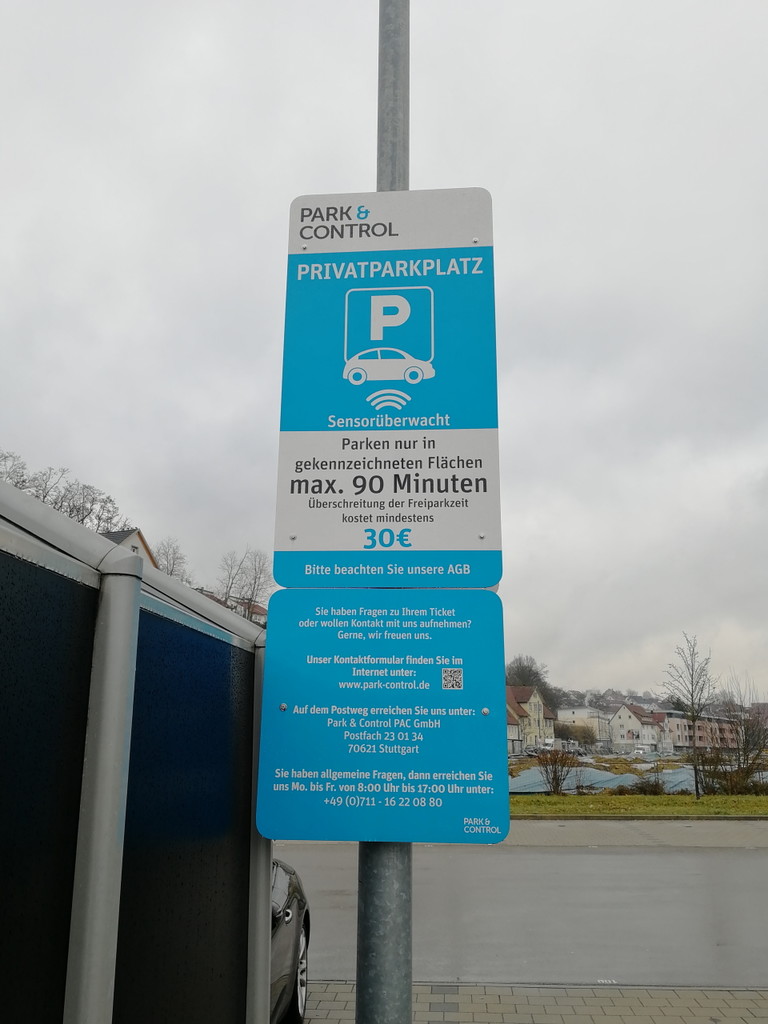 PARK &
CONTROL
PRIVATPARKPLATZ
P
Sensorüberwacht
Parken nur in
gekennzeichneten Flächen
max. 90 Minuten
Überschreitung der Freiparkzeit
kostet mindestens
30€
Bitte beachten Sie unsere AGB
Sie haben Fragen zu Ihrem Ticket
oder wollen Kontakt mit uns aufnehmen?
Gerne, wir freuen uns.
Unser Kontaktformular finden Sie im
Internet unter:
www.park-control.de
Auf dem Postweg erreichen Sie uns unter:
Park & Control PAC GmbH
Postfach 23 01 34
70621 Stuttgart
Sie haben allgemeine Fragen, dann erreichen Sie
uns Mo. bis Fr. von 8:00 Uhr bis 17:00 Uhr unter:
+49 (0)711 - 16 22 08 80
PARK &
CONTROL